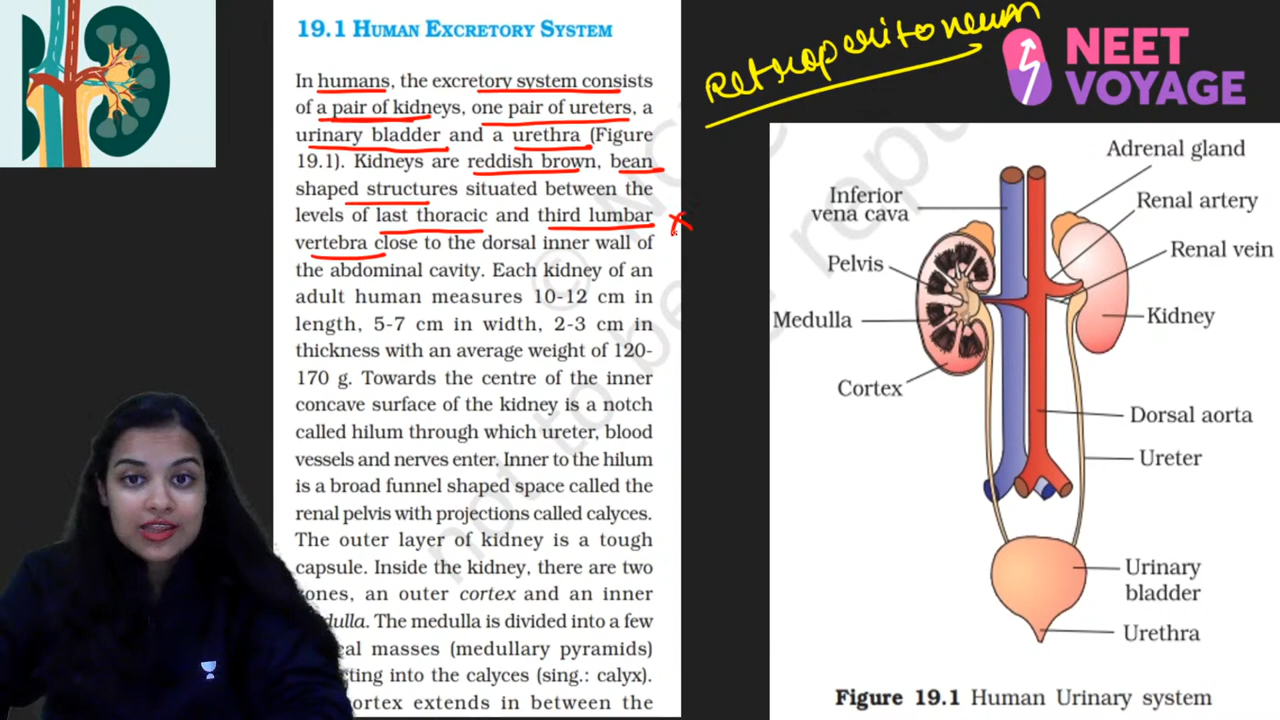 19.1 HUMAN EXCRETORY SYSTEM
In humans, the excretory system consists
of a pair of kidneys, one pair of ureters, a
urinary bladder and a urethra (Figure
19.1). Kidneys are reddish brown, bean
shaped structures situated between the
levels of last thoracic and third lumbar
vertebra close to the dorsal inner wall of
the abdominal cavity. Each kidney of an
adult human measures 10-12 cm in
length, 5-7 cm in width, 2-3 cm in
thickness with an average weight of 120-
170 g. Towards the centre of the inner
concave surface of the kidney is a notch
called hilum through which ureter, blood
vessels and nerves enter. Inner to the hilum
is a broad funnel shaped space called the
renal pelvis with projections called calyces.
The outer layer of kidney is a tough
capsule. Inside the kidney, there are two
zones, an outer cortex and an inner
medulla. The medulla is divided into a few
masses (medullary pyramids)
into the calyces (sing.: calyx).
cortex extends in between the
Retroperitoneum
NEET
VOYAGE
Adrenal gland
Inferior
vena cava
Renal artery
Pelvis
Renal vein
Medulla
Kidney
Cortex
Dorsal aorta
Ureter
Urinary
bladder
Urethra
Figure 19.1 Human Urinary system
not to be repu